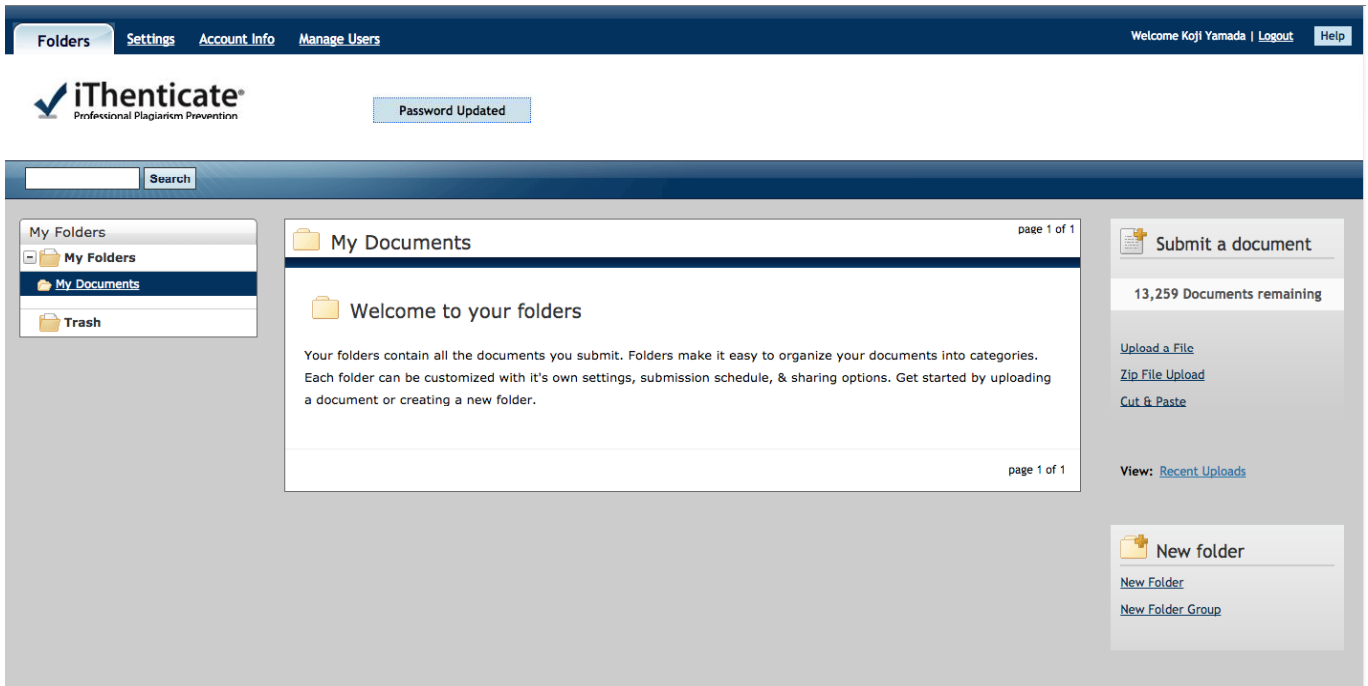 Folders Settings Account Info Manage Users
Welcome Koji Yamada | Logout Help
iThenticate®
Professional Plagiarism Prevention
Password Updated
Search
My Folders
My Folders
My Documents
Trash
My Documents
page 1 of 1
Welcome to your folders
Your folders contain all the documents you submit. Folders make it easy to organize your documents into categories.
Each folder can be customized with it's own settings, submission schedule, & sharing options. Get started by uploading
a document or creating a new folder.
page 1 of 1
Submit a document
13,259 Documents remaining
Upload a File
Zip File Upload
Cut & Paste
View: Recent Uploads
New folder
New Folder
New Folder Group